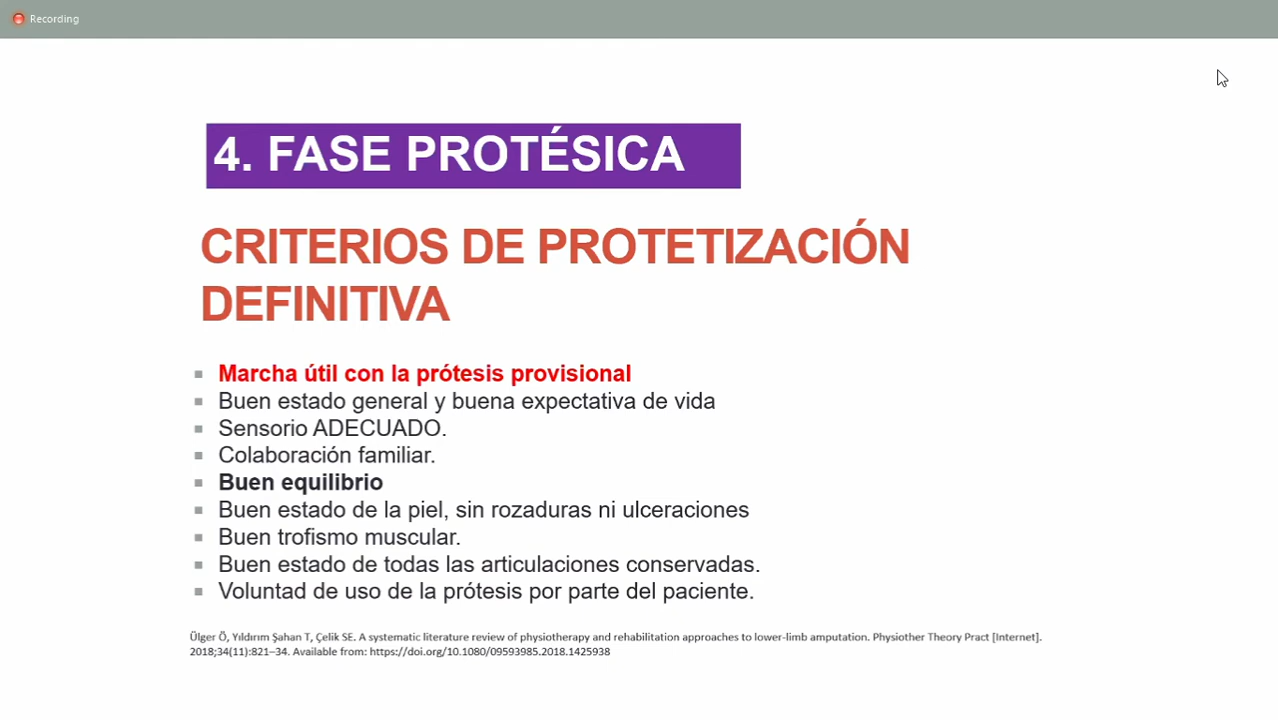 Recording
4. FASE PROTÉSICA
CRITERIOS DE PROTETIZACIÓN
DEFINITIVA
Marcha útil con la prótesis provisional
Buen estado general y buena expectativa de vida
Sensorio ADECUADO.
Colaboración familiar.
Buen equilibrio
Buen estado de la piel, sin rozaduras ni ulceraciones
Buen trofismo muscular.
Buen estado de todas las articulaciones conservadas.
Voluntad de uso de la prótesis por parte del paciente.
Ülger Ö, Yıldırım Şahan T, Çelik SE. A systematic literature review of physiotherapy and rehabilitation approaches to lower-limb amputation. Physiother Theory Pract [Internet].
2018;34(11):821–34. Available from: https://doi.org/10.1080/09593985.2018.1425938